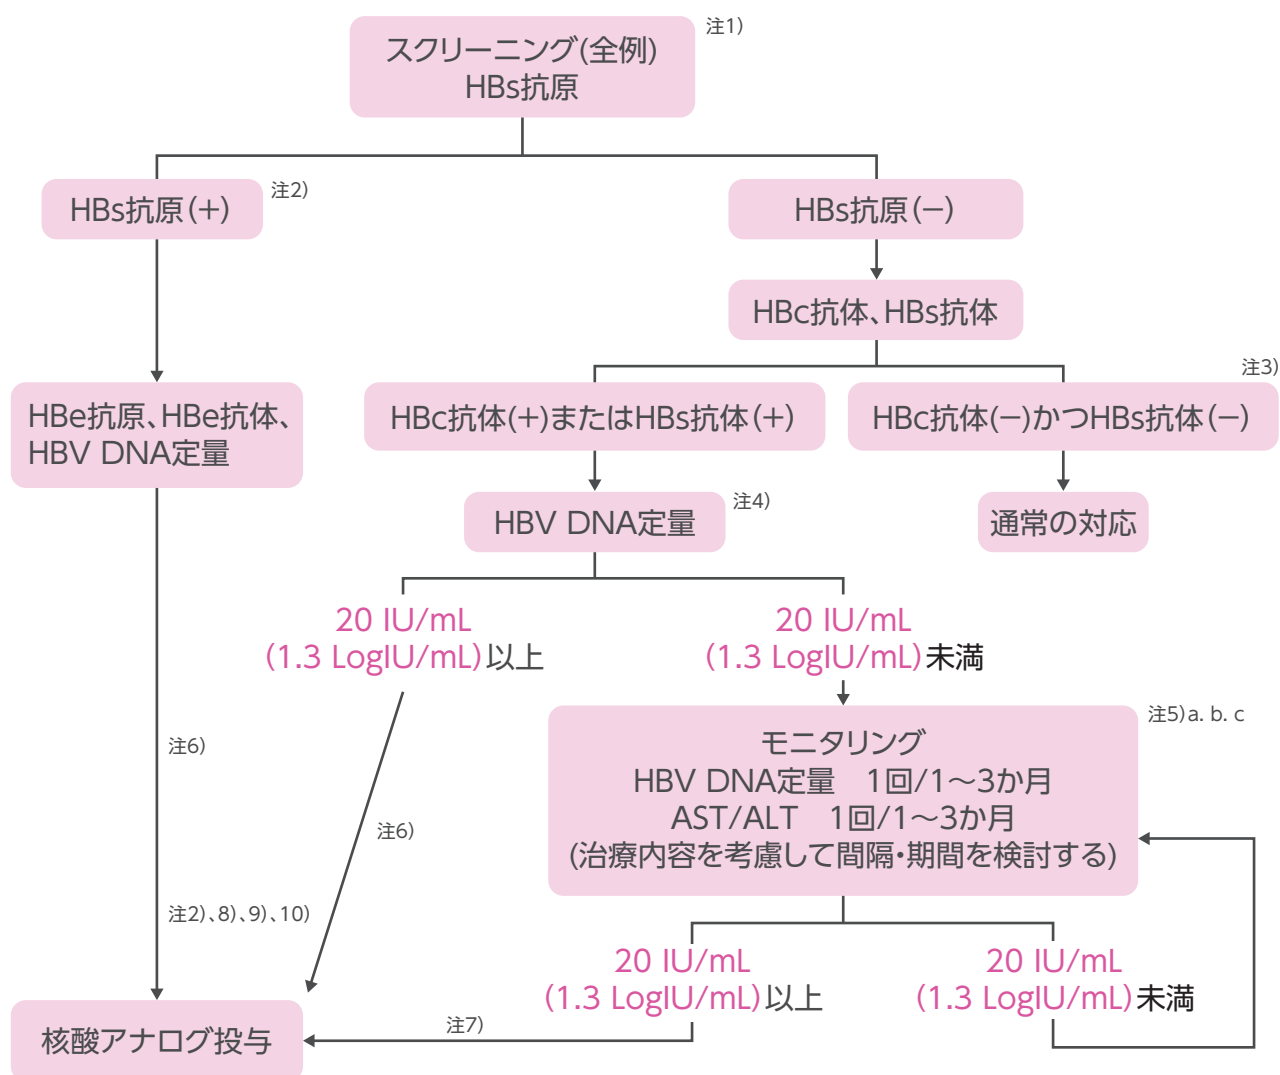 スクリーニング(全例)
HBs抗原
注1)
HBs抗原(+)
注2)
HBs抗原(−)
HBc抗体、HBs抗体
HBe抗原、HBe抗体、
HBV DNA定量
HBc抗体(+)またはHBs抗体(+)
HBc抗体(−)かつHBs抗体(−)
注3)
HBV DNA定量
注4)
通常の対応
20 IU/mL
(1.3 LogIU/mL)以上
20 IU/mL
(1.3 LogIU/mL)未満
注5)a. b. c
モニタリング
HBV DNA定量 1回/1〜3か月
AST/ALT 1回/1〜3か月
(治療内容を考慮して間隔・期間を検討する)
注6)
注6)
注2)、8)、9)、10)
20 IU/mL
(1.3 LogIU/mL)以上
20 IU/mL
(1.3 LogIU/mL)未満
注7)
核酸アナログ投与